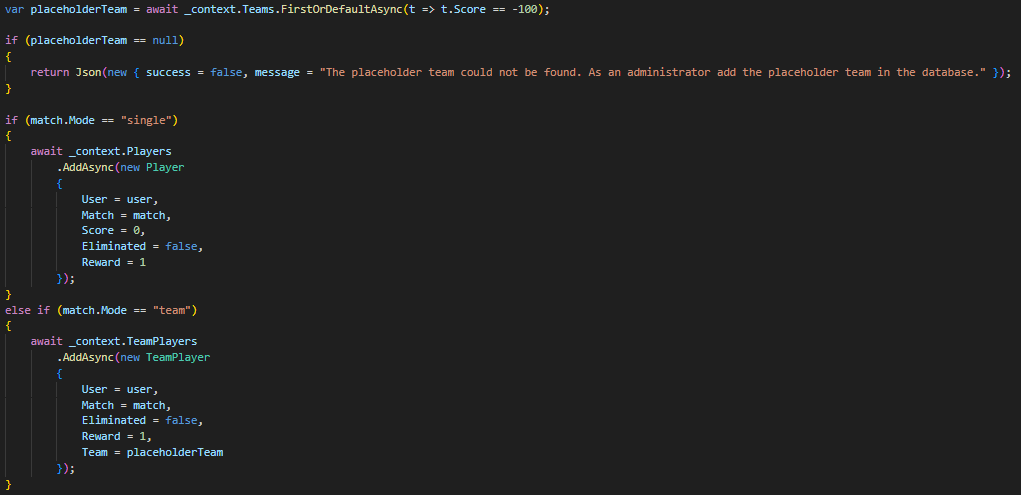 var placeholderTeam = await _context.Teams.FirstOrDefaultAsync(t => t.Score == -100);

if (placeholderTeam == null)
{
    return Json(new { success = false, message = "The placeholder team could not be found. As an administrator add the placeholder team in the database." });
}

if (match.Mode == "single")
{
    await _context.Players
        .AddAsync(new Player
        {
            User = user,
            Match = match,
            Score = 0,
            Eliminated = false,
            Reward = 1
        });
}
else if (match.Mode == "team")
{
    await _context.TeamPlayers
        .AddAsync(new TeamPlayer
        {
            User = user,
            Match = match,
            Eliminated = false,
            Reward = 1,
            Team = placeholderTeam
        });
}